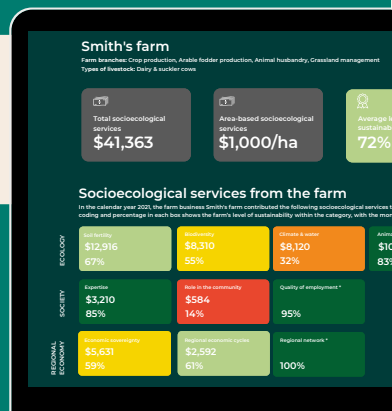 Smith's farm
Farm branches: Crop production, Arable fodder production, Animal husbandry, Grassland management
Types of livestock: Dairy & suckler cows
Total socioecological
services
$41,363
Area-based socioecological
services
$1,000/ha
Average
sustainab
72%
Socioecological services from the farm
In the calendar year 2021, the farm business Smith's farm contributed the following socioecological services
coding and percentage in each box shows the farm's level of sustainability within the category, with the
ECOLOGY
Soil fertility
$12,916
67%
Biodiversity
$8,310
55%
Climate & water
$8,120
32%
Anima
$10
83%
SOCIETY
Expertise
$3,210
85%
Role in the community
$584
14%
Quality of employment *
95%
REGIONAL
ECONOMY
Economic sovereignty
$5,631
59%
Regional economic cycles
$2,592
61%
Regional network *
100%